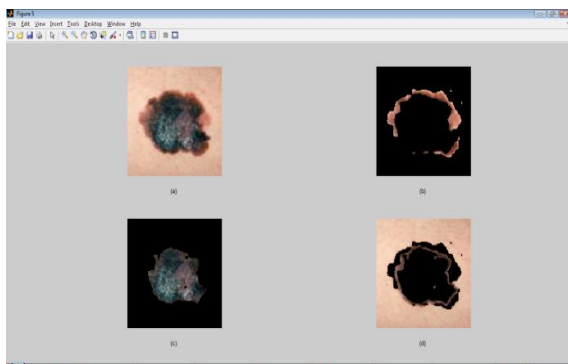 Figure 5
File Edit View Insert Tools Desktop Window Help
(a)
(b)
(c)
(d)